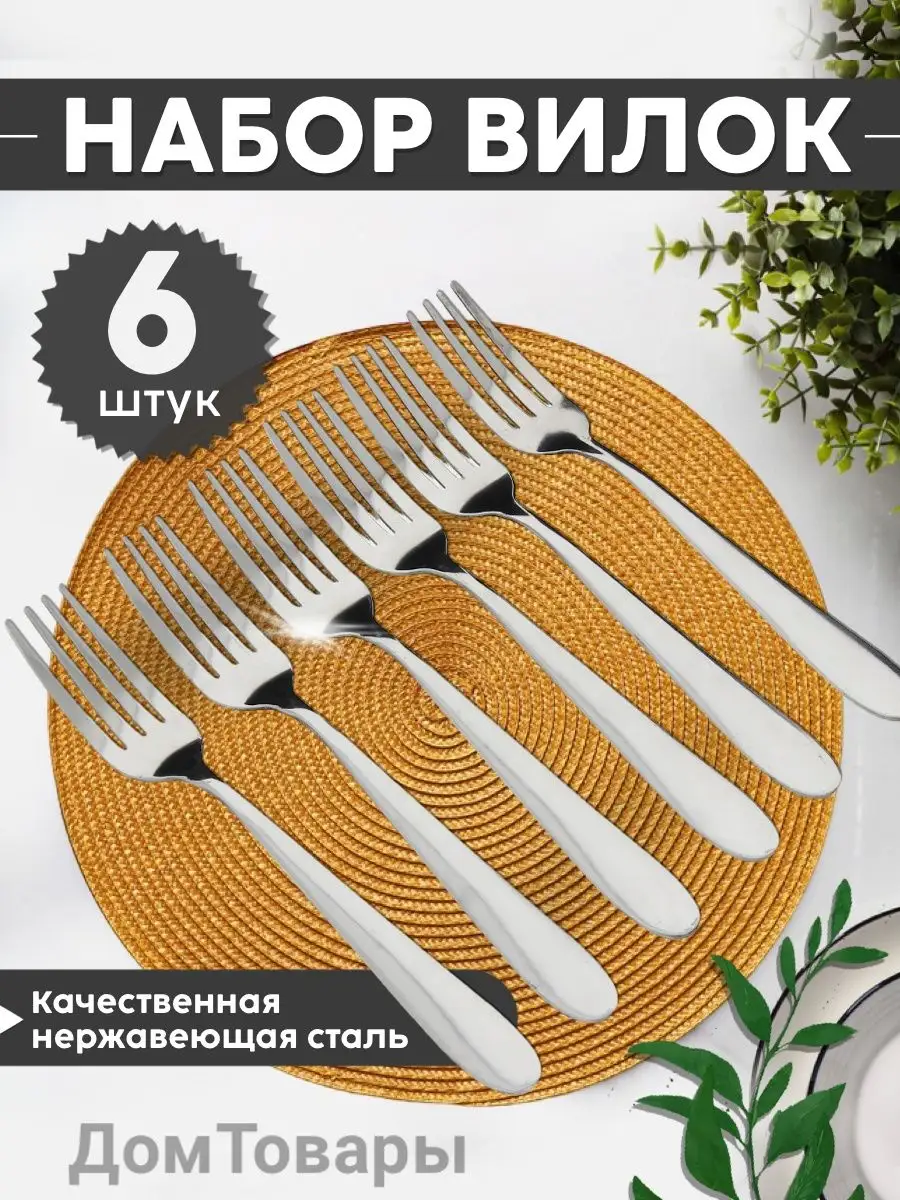 НАБОР ВИЛОК
6
штук
Качественная
нержавеющая сталь
ДомТовары